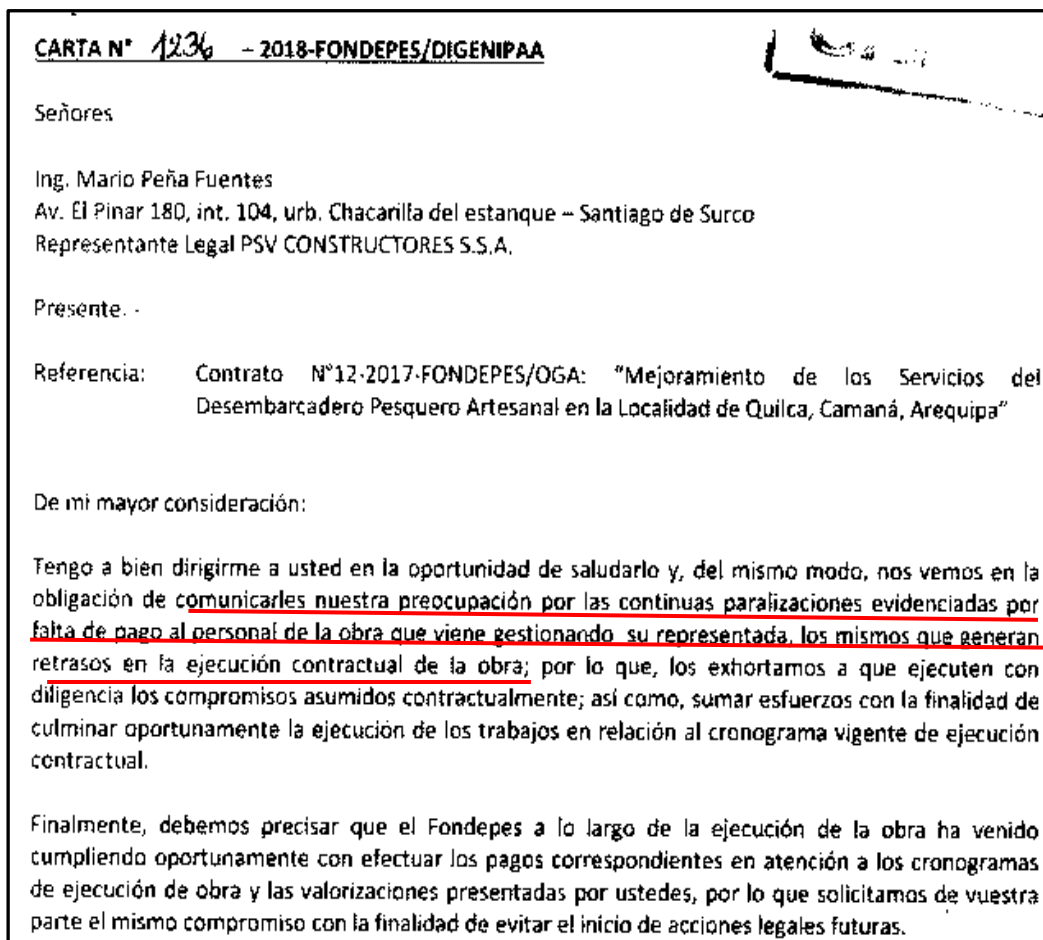 CARTA N° 1236 - 2018-FONDEPES/DIGENIPAA
Señores
Ing. Mario Peña Fuentes
Av. El Pinar 180, int. 104, urb. Chacarilla del estanque – Santiago de Surco
Representante Legal PSV CONSTRUCTORES S.S.A.
Presente. -
Referencia: Contrato N°12-2017-FONDEPES/OGA: "Mejoramiento de los Servicios del
Desembarcadero Pesquero Artesanal en la Localidad de Quilca, Camaná, Arequipa"
De mi mayor consideración:
Tengo a bien dirigirme a usted en la oportunidad de saludarlo y, del mismo modo, nos vemos en la
obligación de comunicarles nuestra preocupación por las continuas paralizaciones evidenciadas por
falta de pago al personal de la obra que viene gestionando su representada, los mismos que generan
retrasos en la ejecución contractual de la obra; por lo que, los exhortamos a que ejecuten con
diligencia los compromisos asumidos contractualmente; así como, sumar esfuerzos con la finalidad de
culminar oportunamente la ejecución de los trabajos en relación al cronograma vigente de ejecución
contractual.
Finalmente, debemos precisar que el Fondepes a lo largo de la ejecución de la obra ha venido
cumpliendo oportunamente con efectuar los pagos correspondientes en atención a los cronogramas
de ejecución de obra y las valorizaciones presentadas por ustedes, por lo que solicitamos de vuestra
parte el mismo compromiso con la finalidad de evitar el inicio de acciones legales futuras.